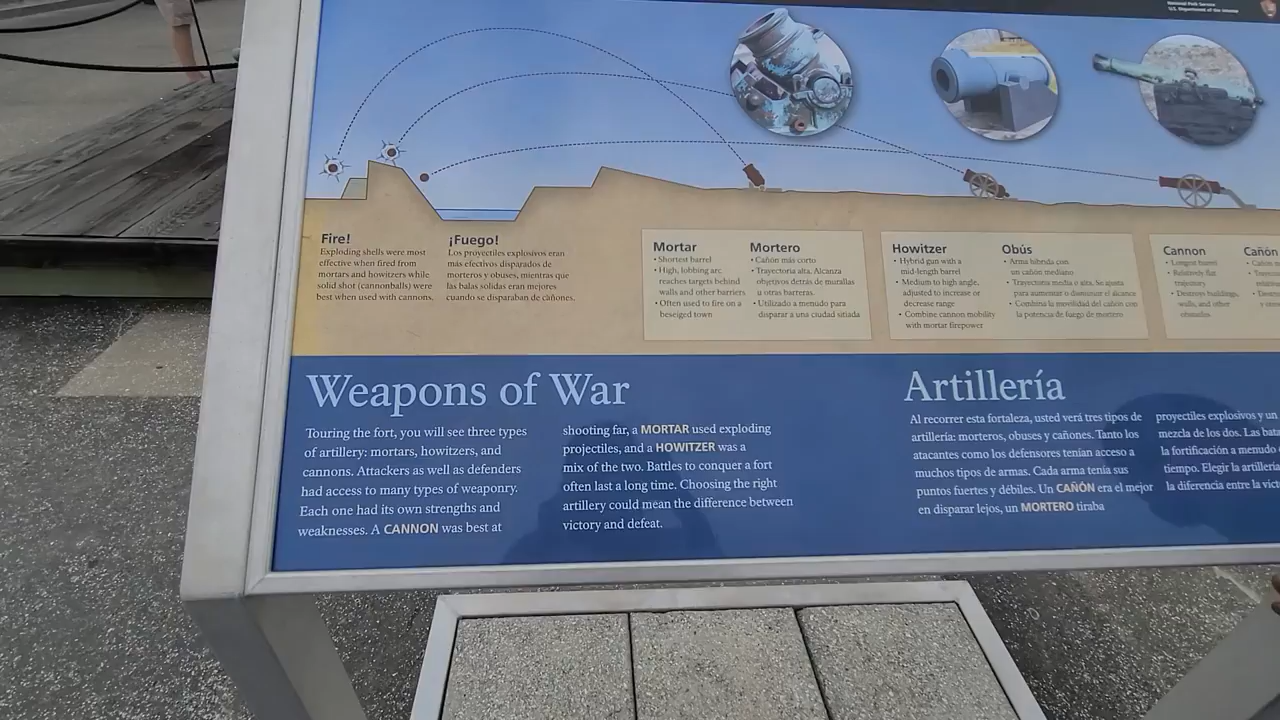 National Park Service
U.S. Department of the Interior
Fire!
Exploding shells were most
effective when fired from
mortars and howitzers while
solid shot (cannonballs) were
best when used with cannons.
¡Fuego!
Los proyectiles explosivos eran
más efectivos disparados de
morteros y obuses, mientras que
las balas sólidas eran mejores
cuando se disparaban de cañones.
Mortar
• Shortest barrel
• High, lobbing arc
reaches targets behind
walls and other barriers
• Often used to fire on a
beseiged town
Mortero
• Cañon más corto
• Trayectoria alta. Alcanza
objetivos detrás de murallas
u otras barreras.
• Utilizado a menudo para
disparar a una ciudad sitiada
Howitzer
• Hybrid gun with a
mid-length barrel
• Medium to high angle,
adjusted to increase or
decrease range
• Combine cannon mobility
with mortar firepower
Obús
• Arma híbrida con
un cañón mediano
• Trayectoria media o alta. Se ajusta
para aumentar o disminuir el alcance
• Combina la movilidad del cañón con
la potencia de fuego de mortero
Cannon
• Longest barrel
• Relatively flat
trajectory
• Destroys buildings,
walls, and other
obstacles
Cañón
Weapons of War
Touring the fort, you will see three types
of artillery: mortars, howitzers, and
cannons. Attackers as well as defenders
had access to many types of weaponry.
Each one had its own strengths and
weaknesses. A CANNON was best at
shooting far, a MORTAR used exploding
projectiles, and a HOWITZER was a
mix of the two. Battles to conquer a fort
often last a long time. Choosing the right
artillery could mean the difference between
victory and defeat.
Artillería
Al recorrer esta fortaleza, usted verá tres tipos de
artillería: morteros, obuses y cañones. Tanto los
atacantes como los defensores tenían acceso a
muchos tipos de armas. Cada arma tenía sus
puntos fuertes y débiles. Un CAÑÓN era el mejor
en disparar lejos, un MORTERO tiraba
proyectiles explosivos y un
mezcla de los dos. Las
la fortificación a menudo
tiempo. Elegir la artillería
la diferencia entre la